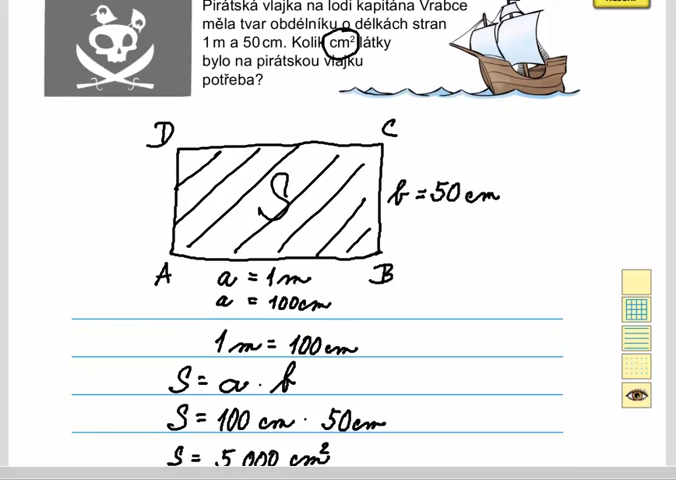 Pirátská vlajka na lodi kapitána Vrabce
měla tvar obdélníku o délkách stran
1 m a 50 cm. Kolik cm² látky
bylo na pirátskou vlajku
potřeba?
D
C
S
b = 50 cm
A
a = 1 m
B
a = 100 cm
1 m = 100 cm
S = a · b
S = 100 cm · 50 cm
S = 5 000 cm²